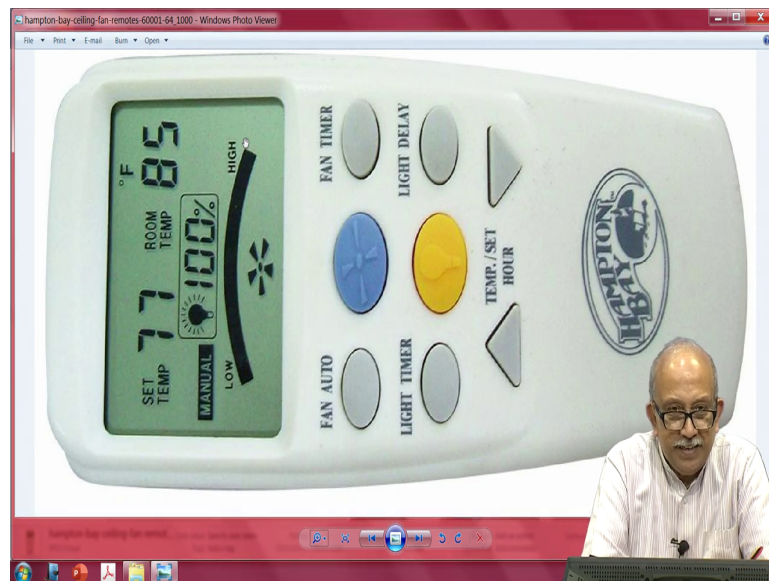 hampton-bay-ceiling-fan-remotes-60001-64_1000 - Windows Photo Viewer
File Print E-mail Burn Open
SET TEMP 77
ROOM TEMP 85 °F
MANUAL
100%
LOW
HIGH
FAN AUTO
FAN TIMER
LIGHT TIMER
LIGHT DELAY
TEMP./SET
HOUR
HAMPTON
BAY